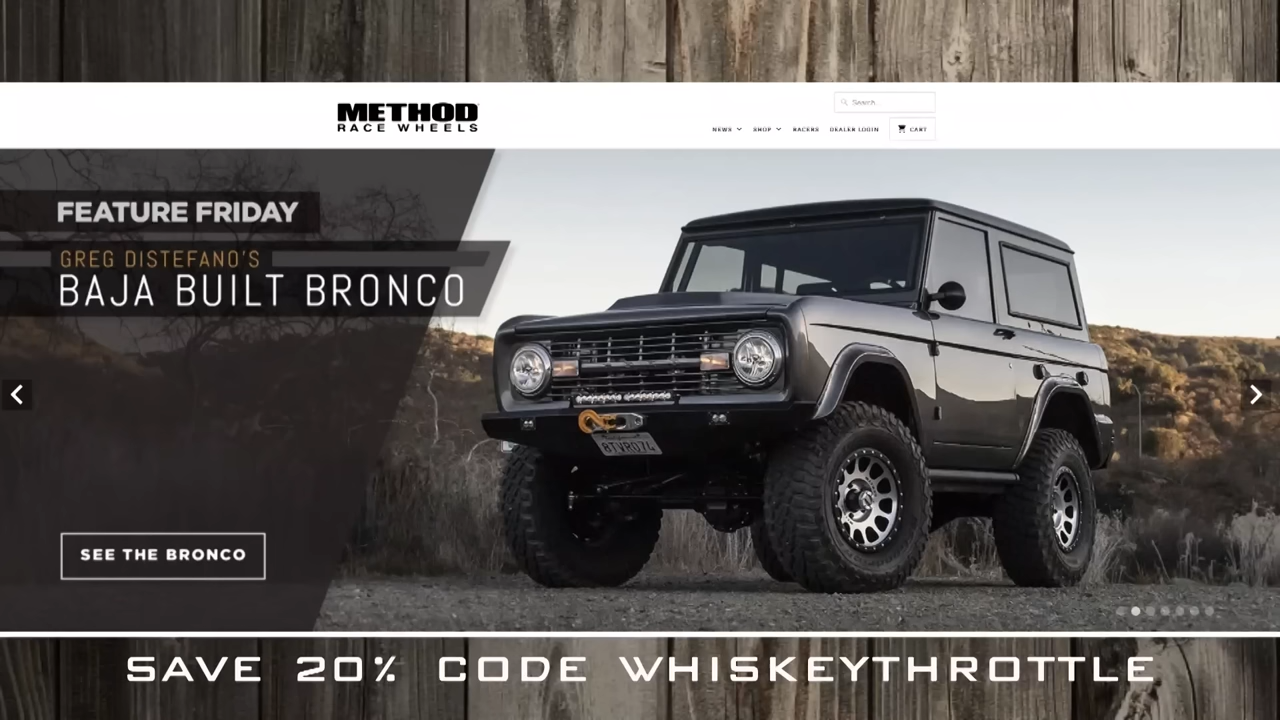 METHOD
RACE WHEELS
Search
NEWS
SHOP
RACERS
DEALER LOGIN
CART
FEATURE FRIDAY
GREG DISTEFANO'S
BAJA BUILT BRONCO
8TVR074
SEE THE BRONCO
SAVE 20% CODE WHISKEYTHROTTLE